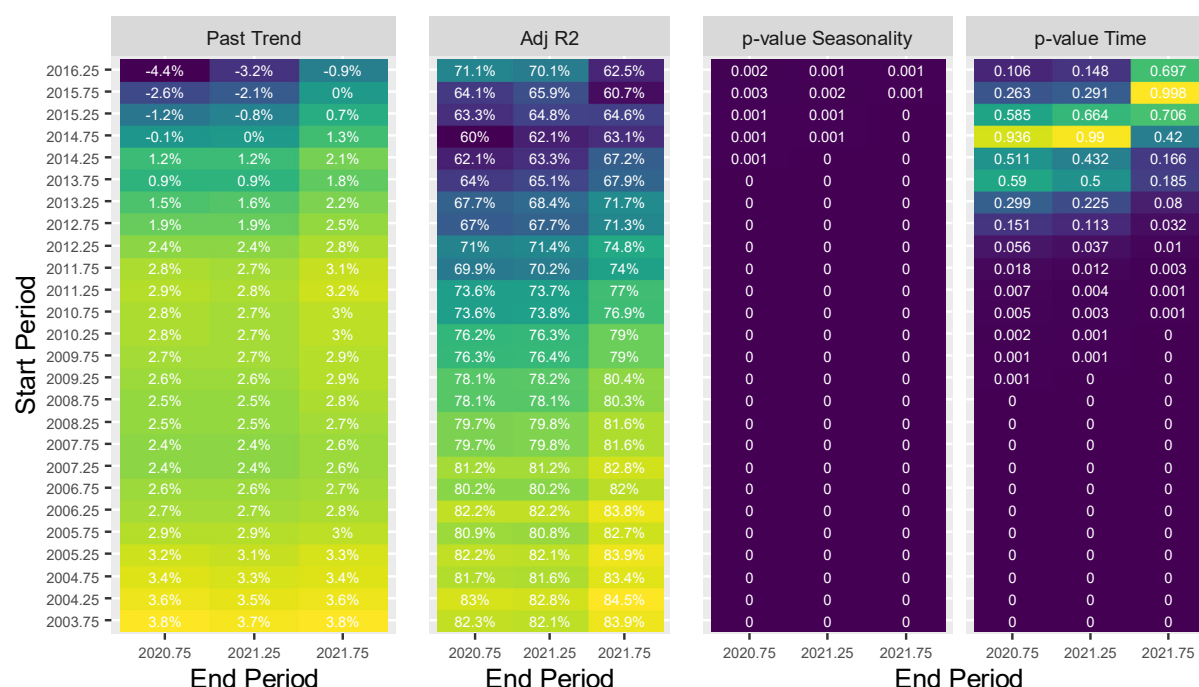 Past Trend Adj R2 p-value Seasonality p-value Time
Start Period
2016.25 -4.4% -3.2% -0.9% 71.1% 70.1% 62.5% 0.002 0.001 0.001 0.106 0.148 0.697
2015.75 -2.6% -2.1% 0% 64.1% 65.9% 60.7% 0.003 0.002 0.001 0.263 0.291 0.998
2015.25 -1.2% -0.8% 0.7% 63.3% 64.8% 64.6% 0.001 0.001 0 0.585 0.664 0.706
2014.75 -0.1% 0% 1.3% 60% 62.1% 63.1% 0.001 0.001 0 0.936 0.99 0.42
2014.25 1.2% 1.2% 2.1% 62.1% 63.3% 67.2% 0.001 0 0 0.511 0.432 0.166
2013.75 0.9% 0.9% 1.8% 64% 65.1% 67.9% 0 0 0 0.59 0.5 0.185
2013.25 1.5% 1.6% 2.2% 67.7% 68.4% 71.7% 0 0 0 0.299 0.225 0.08
2012.75 1.9% 1.9% 2.5% 67% 67.7% 71.3% 0 0 0 0.151 0.113 0.032
2012.25 2.4% 2.4% 2.8% 71% 71.4% 74.8% 0 0 0 0.056 0.037 0.01
2011.75 2.8% 2.7% 3.1% 69.9% 70.2% 74% 0 0 0 0.018 0.012 0.003
2011.25 2.9% 2.8% 3.2% 73.6% 73.7% 77% 0 0 0 0.007 0.004 0.001
2010.75 2.8% 2.7% 3% 73.6% 73.8% 76.9% 0 0 0 0.005 0.003 0.001
2010.25 2.8% 2.7% 3% 76.2% 76.3% 79% 0 0 0 0.002 0.001 0
2009.75 2.7% 2.7% 2.9% 76.3% 76.4% 79% 0 0 0 0.001 0.001 0
2009.25 2.6% 2.6% 2.9% 78.1% 78.2% 80.4% 0 0 0 0.001 0 0
2008.75 2.5% 2.5% 2.8% 78.1% 78.1% 80.3% 0 0 0 0 0 0
2008.25 2.5% 2.5% 2.7% 79.7% 79.8% 81.6% 0 0 0 0 0 0
2007.75 2.4% 2.4% 2.6% 79.7% 79.8% 81.6% 0 0 0 0 0 0
2007.25 2.4% 2.4% 2.6% 81.2% 81.2% 82.8% 0 0 0 0 0 0
2006.75 2.6% 2.6% 2.7% 80.2% 80.2% 82% 0 0 0 0 0 0
2006.25 2.7% 2.7% 2.8% 82.2% 82.2% 83.8% 0 0 0 0 0 0
2005.75 2.9% 2.9% 3% 80.9% 80.8% 82.7% 0 0 0 0 0 0
2005.25 3.2% 3.1% 3.3% 82.2% 82.1% 83.9% 0 0 0 0 0 0
2004.75 3.4% 3.3% 3.4% 81.7% 81.6% 83.4% 0 0 0 0 0 0
2004.25 3.6% 3.5% 3.6% 83% 82.8% 84.5% 0 0 0 0 0 0
2003.75 3.8% 3.7% 3.8% 82.3% 82.1% 83.9% 0 0 0 0 0 0
2020.75 2021.25 2021.75 2020.75 2021.25 2021.75 2020.75 2021.25 2021.75 2020.75 2021.25 2021.75
End Period End Period End Period